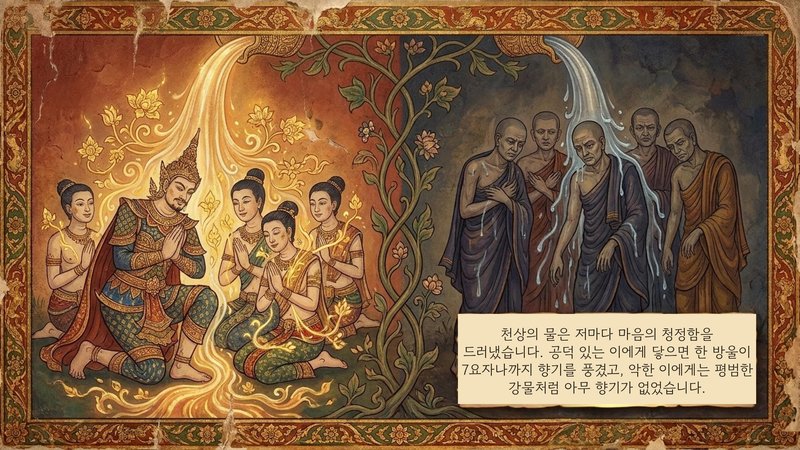 천상의 물은 저마다 마음의 청정함을
드러냈습니다. 공덕 있는 이에게 닿으면 한 방울이
7요자나까지 향기를 풍겼고, 악한 이에게는 평범한
강물처럼 아무 향기가 없었습니다.